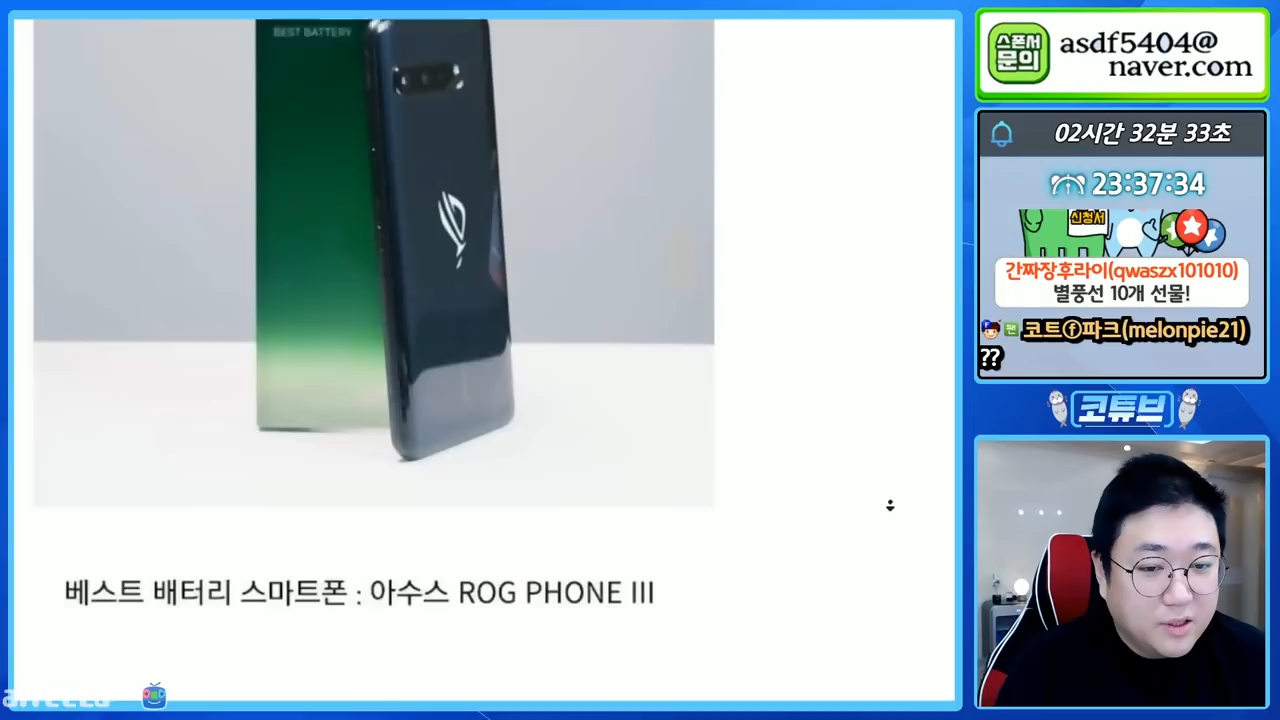 BEST BATTERY
베스트 배터리 스마트폰 : 아수스 ROG PHONE III
스폰서
문의
asdf5404@
naver.com
02시간 32분 33초
23:37:34
신청서
간짜장후라이(qwaszx101010)
별풍선 10개 선물!
팬
코트ⓕ파크(melonpie21)
??
코튜브